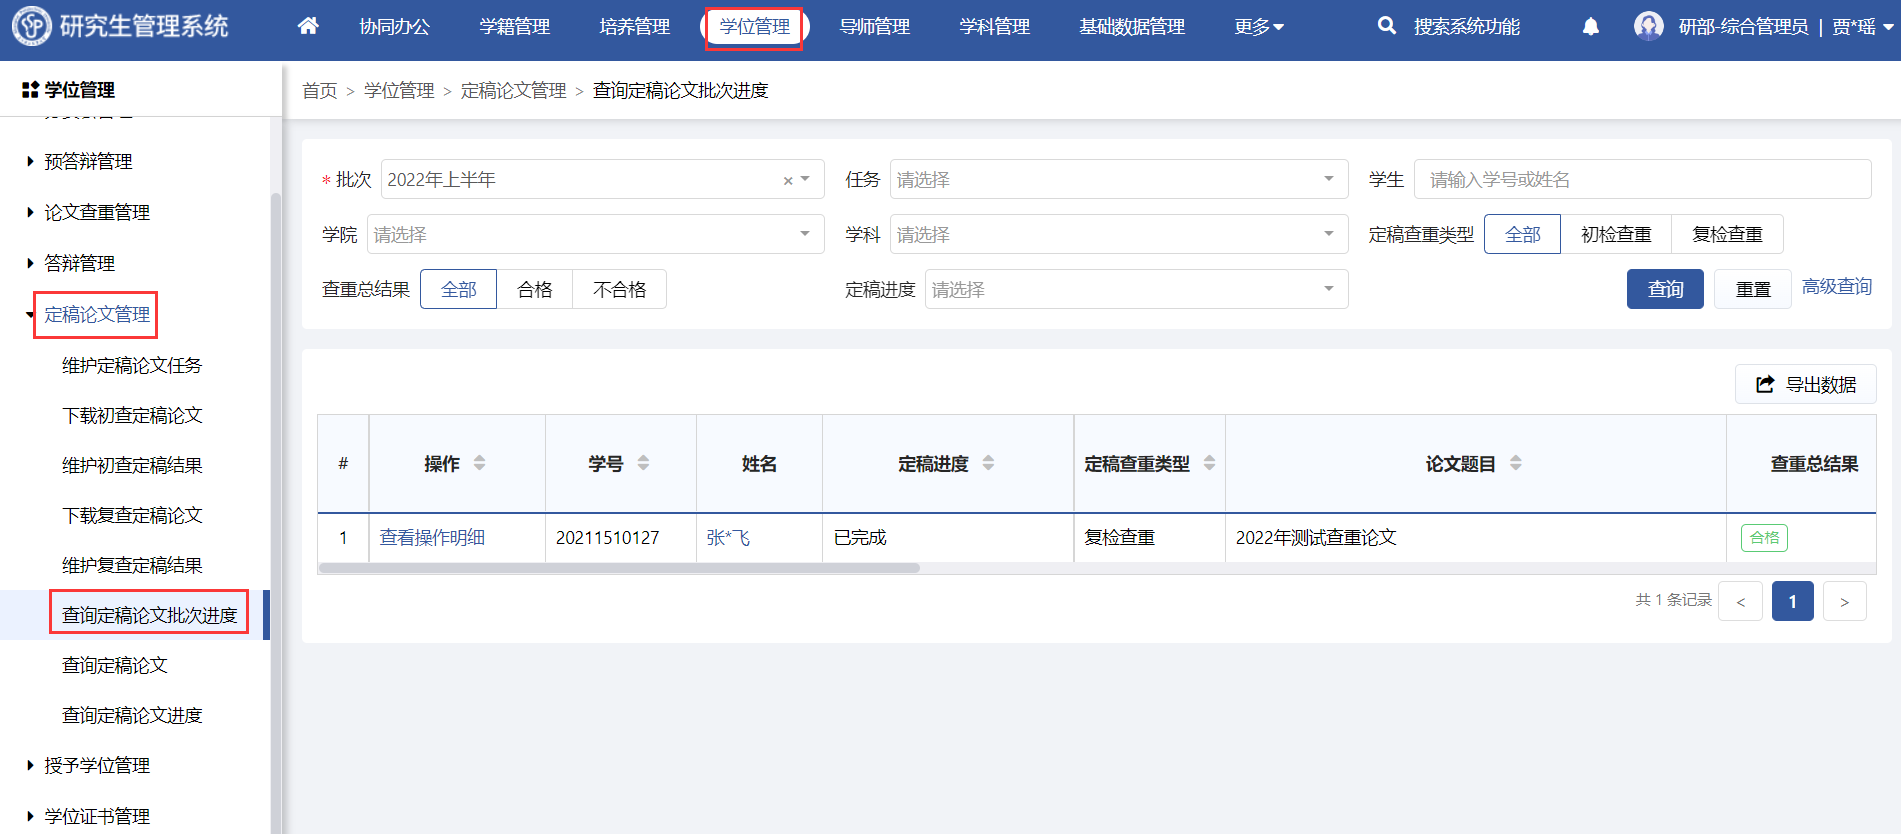 研究生管理系统
协同办公 学籍管理 培养管理 学位管理 导师管理 学科管理 基础数据管理 更多 搜索系统功能 研部-综合管理员 | 贾*瑶
学位管理
首页 > 学位管理 > 定稿论文管理 > 查询定稿论文批次进度
预答辩管理
论文查重管理
答辩管理
定稿论文管理
维护定稿论文任务
下载初查定稿论文
维护初查定稿结果
下载复查定稿论文
维护复查定稿结果
查询定稿论文批次进度
查询定稿论文
查询定稿论文进度
授予学位管理
学位证书管理
* 批次 2022年上半年 × 任务 请选择 学生 请输入学号或姓名
学院 请选择 学科 请选择 定稿查重类型 全部 初检查重 复检查重
查重总结果 全部 合格 不合格 定稿进度 请选择 查询 重置 高级查询
导出数据
# 操作 学号 姓名 定稿进度 定稿查重类型 论文题目 查重总结果
1 查看操作明细 20211510127 张*飞 已完成 复检查重 2022年测试查重论文 合格
共 1 条记录 < 1 >